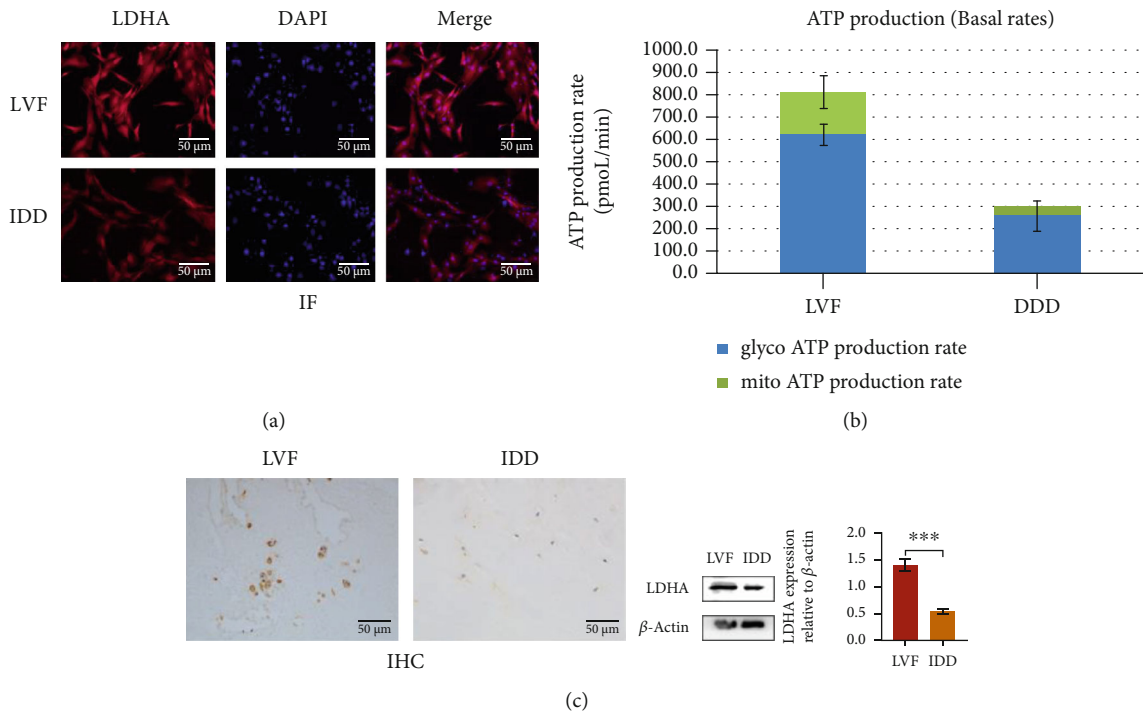 LDHA DAPI Merge
LVF
50 μm 50 μm 50 μm
IDD
50 μm 50 μm 50 μm
IF
(a)
ATP production (Basal rates)
ATP production rate
(pmoL/min)
1000.0
900.0
800.0
700.0
600.0
500.0
400.0
300.0
200.0
100.0
0.0
LVF DDD
glyco ATP production rate
mito ATP production rate
(b)
LVF IDD
50 μm 50 μm
IHC
LVF IDD
LDHA
β-Actin
LDHA expression
relative to β-actin
2.0
1.5
1.0
0.5
0.0
***
LVF IDD
(c)